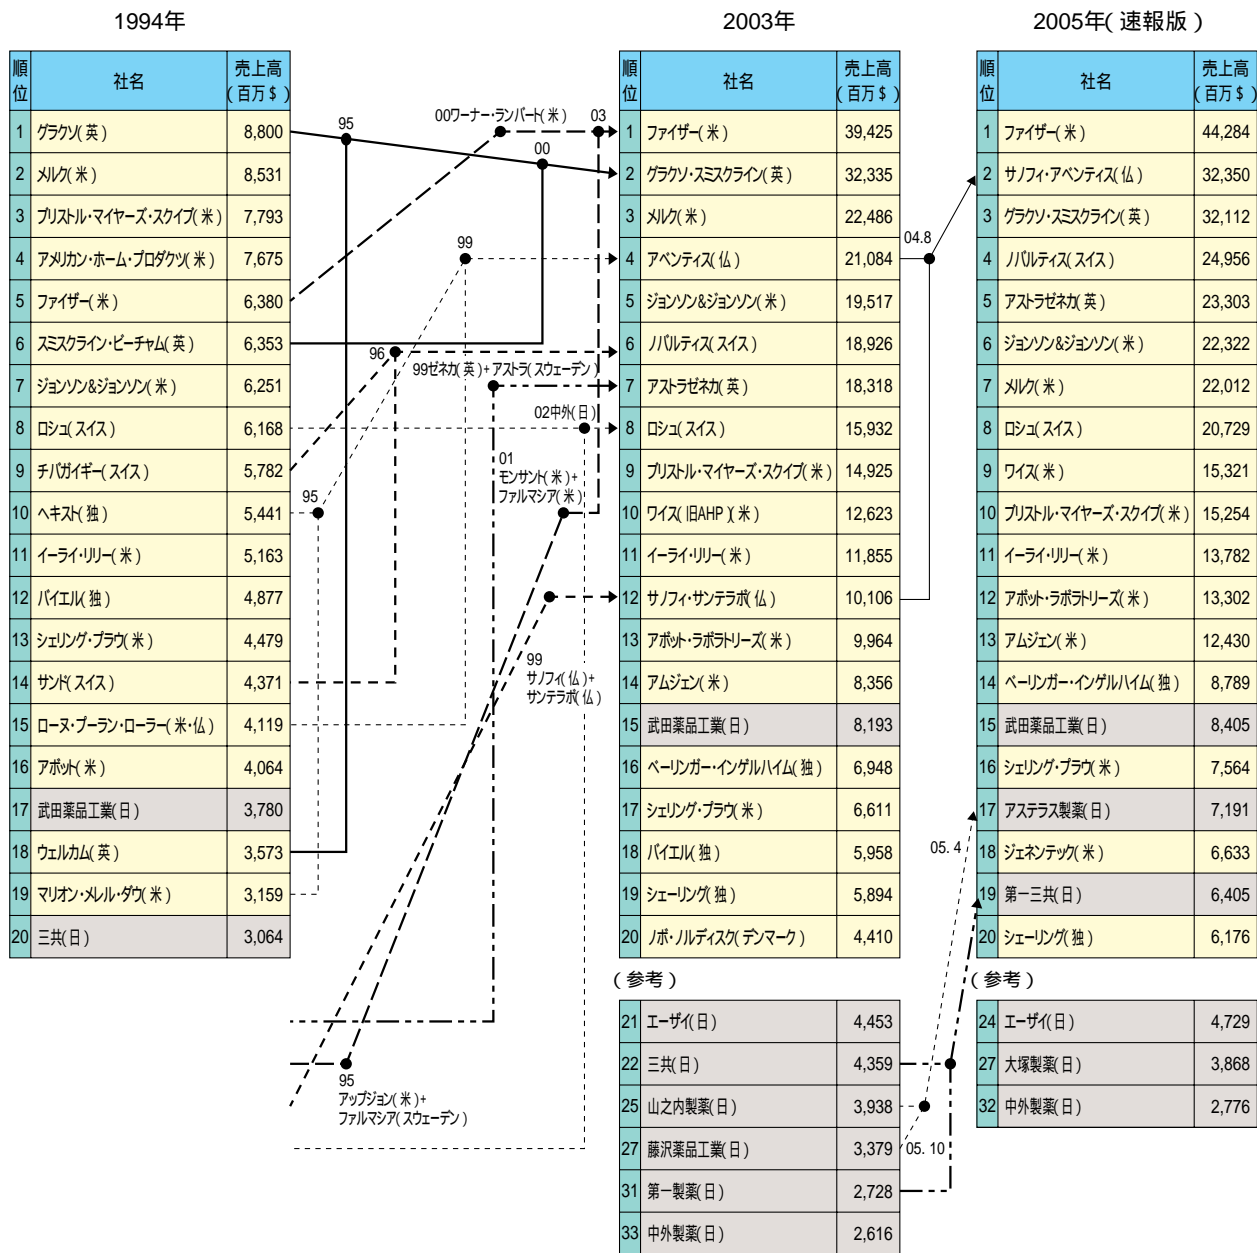 1994年
順位 社名 売上高(百万$)
1 グラクソ(英) 8,800
2 メルク(米) 8,531
3 ブリストル・マイヤーズ・スクイブ(米) 7,793
4 アメリカン・ホーム・プロダクツ(米) 7,675
5 ファイザー(米) 6,380
6 スミスクライン・ビーチャム(英) 6,353
7 ジョンソン&ジョンソン(米) 6,251
8 ロシュ(スイス) 6,168
9 チバガイギー(スイス) 5,782
10 ヘキスト(独) 5,441
11 イーライ・リリー(米) 5,163
12 バイエル(独) 4,877
13 シェリング・プラウ(米) 4,479
14 サンド(スイス) 4,371
15 ローヌ・プーラン・ローラー(米・仏) 4,119
16 アボット(米) 4,064
17 武田薬品工業(日) 3,780
18 ウェルカム(英) 3,573
19 マリオン・メレル・ダウ(米) 3,159
20 三共(日) 3,064
95
00ワーナー・ランバート(米)
03
00
99
96
99ゼネカ(英)+アストラ(スウェーデン)
02中外(日)
01
モンサント(米)+
ファルマシア(米)
95
99
サノフィ(仏)+
サンテラボ(仏)
95
アップジョン(米)+
ファルマシア(スウェーデン)
2003年
順位 社名 売上高(百万$)
1 ファイザー(米) 39,425
2 グラクソ・スミスクライン(英) 32,335
3 メルク(米) 22,486
4 アベンティス(仏) 21,084
5 ジョンソン&ジョンソン(米) 19,517
6 ノバルティス(スイス) 18,926
7 アストラゼネカ(英) 18,318
8 ロシュ(スイス) 15,932
9 ブリストル・マイヤーズ・スクイブ(米) 14,925
10 ワイス(旧AHP)(米) 12,623
11 イーライ・リリー(米) 11,855
12 サノフィ・サンテラボ(仏) 10,106
13 アボット・ラボラトリーズ(米) 9,964
14 アムジェン(米) 8,356
15 武田薬品工業(日) 8,193
16 ベーリンガー・インゲルハイム(独) 6,948
17 シェリング・プラウ(米) 6,611
18 バイエル(独) 5,958
19 シェーリング(独) 5,894
20 ノボ・ノルディスク(デンマーク) 4,410
(参考)
21 エーザイ(日) 4,453
22 三共(日) 4,359
25 山之内製薬(日) 3,938
27 藤沢薬品工業(日) 3,379
31 第一製薬(日) 2,728
33 中外製薬(日) 2,616
04.8
05.4
05.10
2005年(速報版)
順位 社名 売上高(百万$)
1 ファイザー(米) 44,284
2 サノフィ・アベンティス(仏) 32,350
3 グラクソ・スミスクライン(英) 32,112
4 ノバルティス(スイス) 24,956
5 アストラゼネカ(英) 23,303
6 ジョンソン&ジョンソン(米) 22,322
7 メルク(米) 22,012
8 ロシュ(スイス) 20,729
9 ワイス(米) 15,321
10 ブリストル・マイヤーズ・スクイブ(米) 15,254
11 イーライ・リリー(米) 13,782
12 アボット・ラボラトリーズ(米) 13,302
13 アムジェン(米) 12,430
14 ベーリンガー・インゲルハイム(独) 8,789
15 武田薬品工業(日) 8,405
16 シェリング・プラウ(米) 7,564
17 アステラス製薬(日) 7,191
18 ジェネンテック(米) 6,633
19 第一三共(日) 6,405
20 シェーリング(独) 6,176
(参考)
24 エーザイ(日) 4,729
27 大塚製薬(日) 3,868
32 中外製薬(日) 2,776